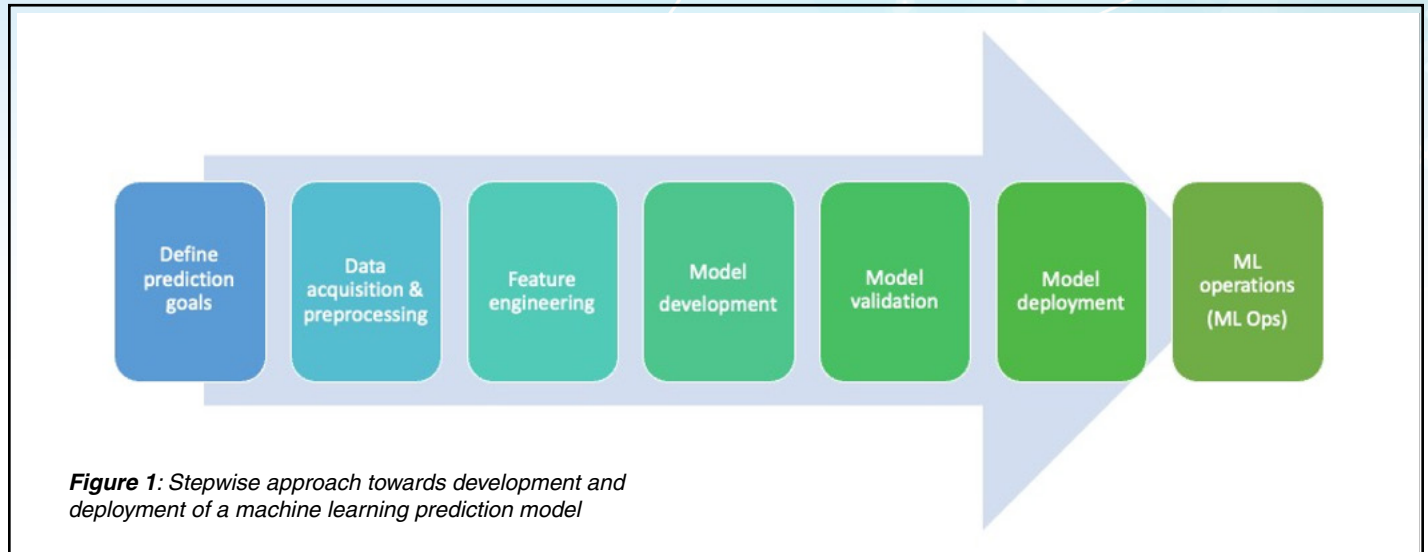 Define
prediction
goals
Data
acquisition &
preprocessing
Feature
engineering
Model
development
Model
validation
Model
deployment
ML
operations
(ML Ops)
Figure 1: Stepwise approach towards development and
deployment of a machine learning prediction model